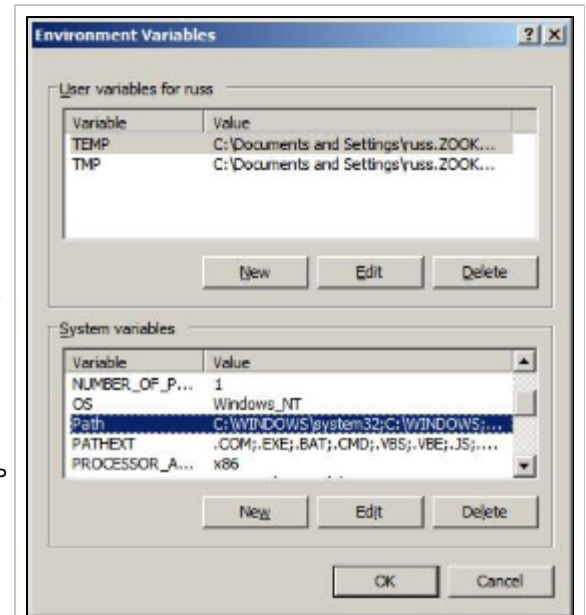 Environment Variables
User variables for russ
Variable Value
TEMP C:\Documents and Settings\russ.ZOOK...
TMP C:\Documents and Settings\russ.ZOOK...
New Edit Delete
System variables
Variable Value
NUMBER_OF_P... 1
OS Windows_NT
Path C:\WINDOWS\system32;C:\WINDOWS;...
PATHEXT .COM;.EXE;.BAT;.CMD;.VBS;.VBE;.JS;....
PROCESSOR_A... x86
New Edit Delete
OK Cancel